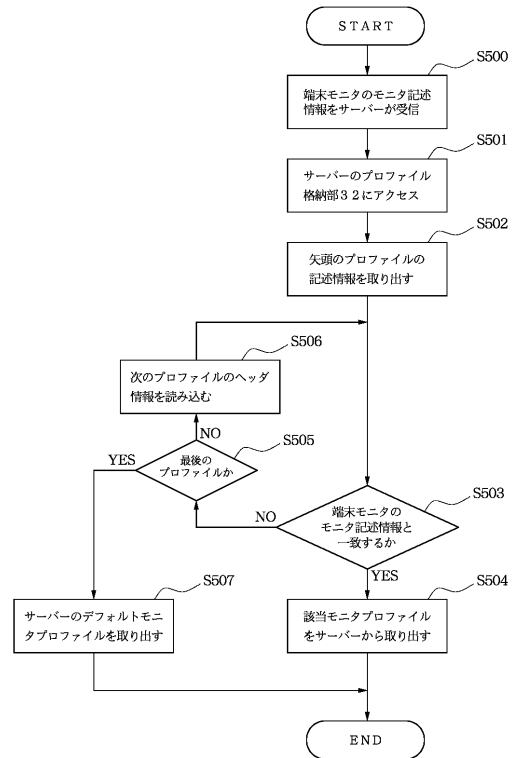 START
S500
端末モニタのモニタ記述
情報をサーバーが受信
S501
サーバーのプロファイル
格納部32にアクセス
S502
矢頭のプロファイルの
記述情報を取り出す
S506
次のプロファイルのヘッダ
情報を読み込む
NO
S505
最後の
プロファイルか
YES
S503
端末モニタの
モニタ記述情報と
一致するか
NO
YES
S507
サーバーのデフォルトモニ
タプロファイルを取り出す
S504
該当モニタプロファイル
をサーバーから取り出す
END